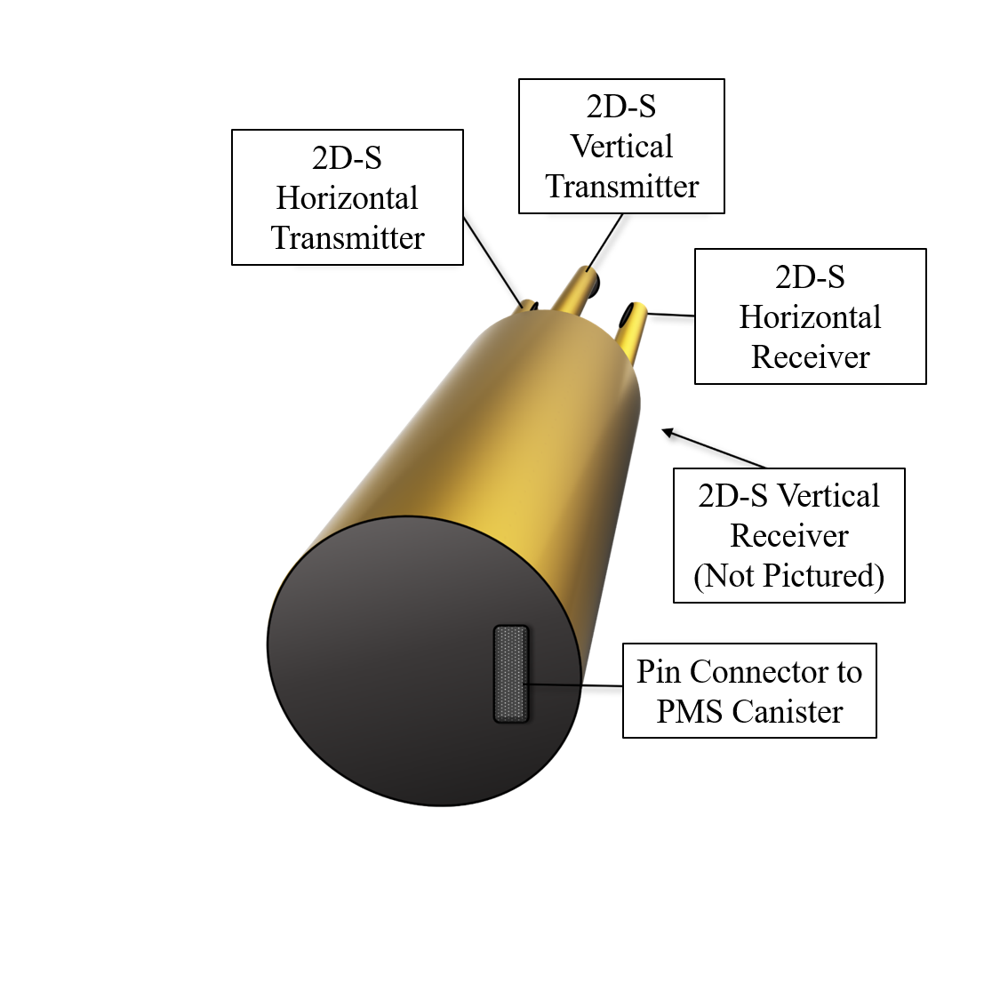 2D-S
Vertical
Transmitter
2D-S
Horizontal
Transmitter
2D-S
Horizontal
Receiver
2D-S Vertical
Receiver
(Not Pictured)
Pin Connector to
PMS Canister